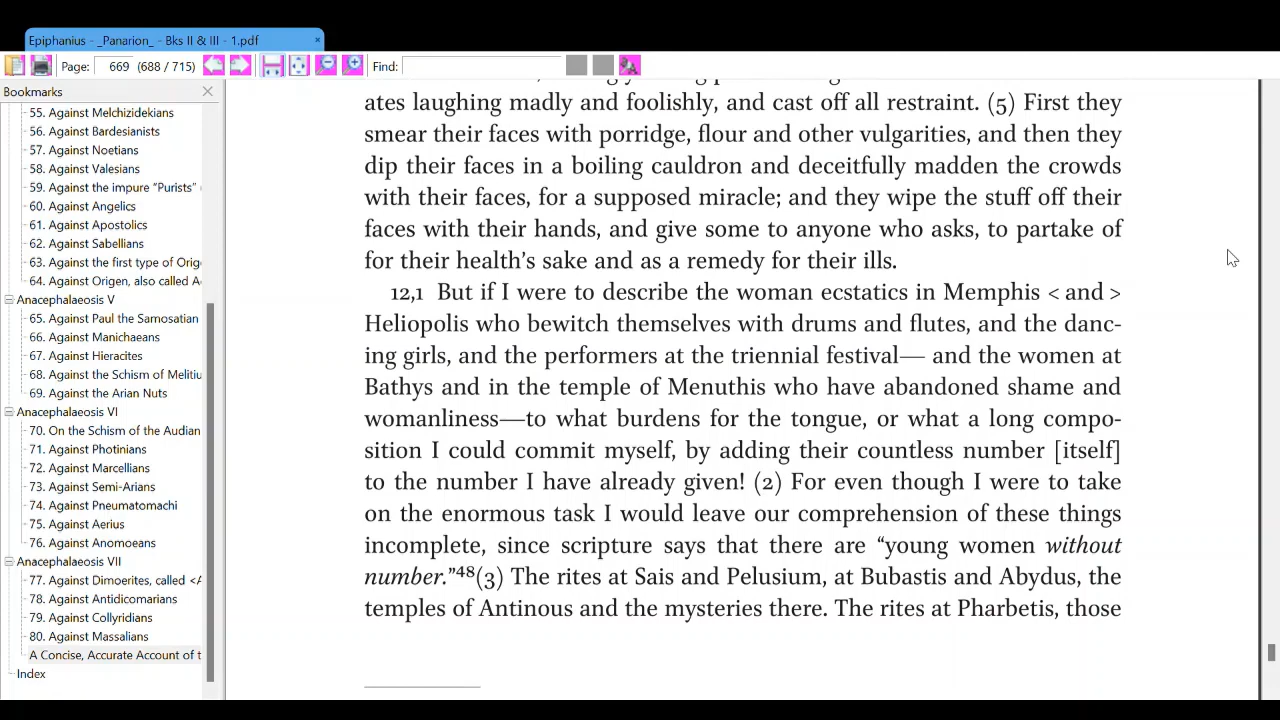 Epiphanius - _Panarion_ - Bks II & III - 1.pdf
Page: 669 (688 / 715) Find:
Bookmarks
55. Against Melchizidekians
56. Against Bardesianists
57. Against Noetians
58. Against Valesians
59. Against the impure “Purists”
60. Against Angelics
61. Against Apostolics
62. Against Sabellians
63. Against the first type of Orig
64. Against Origen, also called A
Anacephalaeosis V
65. Against Paul the Samosatian
66. Against Manichaeans
67. Against Hieracites
68. Against the Schism of Melitiu
69. Against the Arian Nuts
Anacephalaeosis VI
70. On the Schism of the Audian
71. Against Photinians
72. Against Marcellians
73. Against Semi-Arians
74. Against Pneumatomachi
75. Against Aerius
76. Against Anomoeans
Anacephalaeosis VII
77. Against Dimoerites, called <A
78. Against Antidicomarians
79. Against Collyridians
80. Against Massalians
A Concise, Accurate Account of t
Index
ates laughing madly and foolishly, and cast off all restraint. (5) First they
smear their faces with porridge, flour and other vulgarities, and then they
dip their faces in a boiling cauldron and deceitfully madden the crowds
with their faces, for a supposed miracle; and they wipe the stuff off their
faces with their hands, and give some to anyone who asks, to partake of
for their health’s sake and as a remedy for their ills.
12,1 But if I were to describe the woman ecstatics in Memphis < and >
Heliopolis who bewitch themselves with drums and flutes, and the danc-
ing girls, and the performers at the triennial festival— and the women at
Bathys and in the temple of Menuthis who have abandoned shame and
womanliness—to what burdens for the tongue, or what a long compo-
sition I could commit myself, by adding their countless number [itself]
to the number I have already given! (2) For even though I were to take
on the enormous task I would leave our comprehension of these things
incomplete, since scripture says that there are “young women without
number.”48(3) The rites at Sais and Pelusium, at Bubastis and Abydus, the
temples of Antinous and the mysteries there. The rites at Pharbetis, those